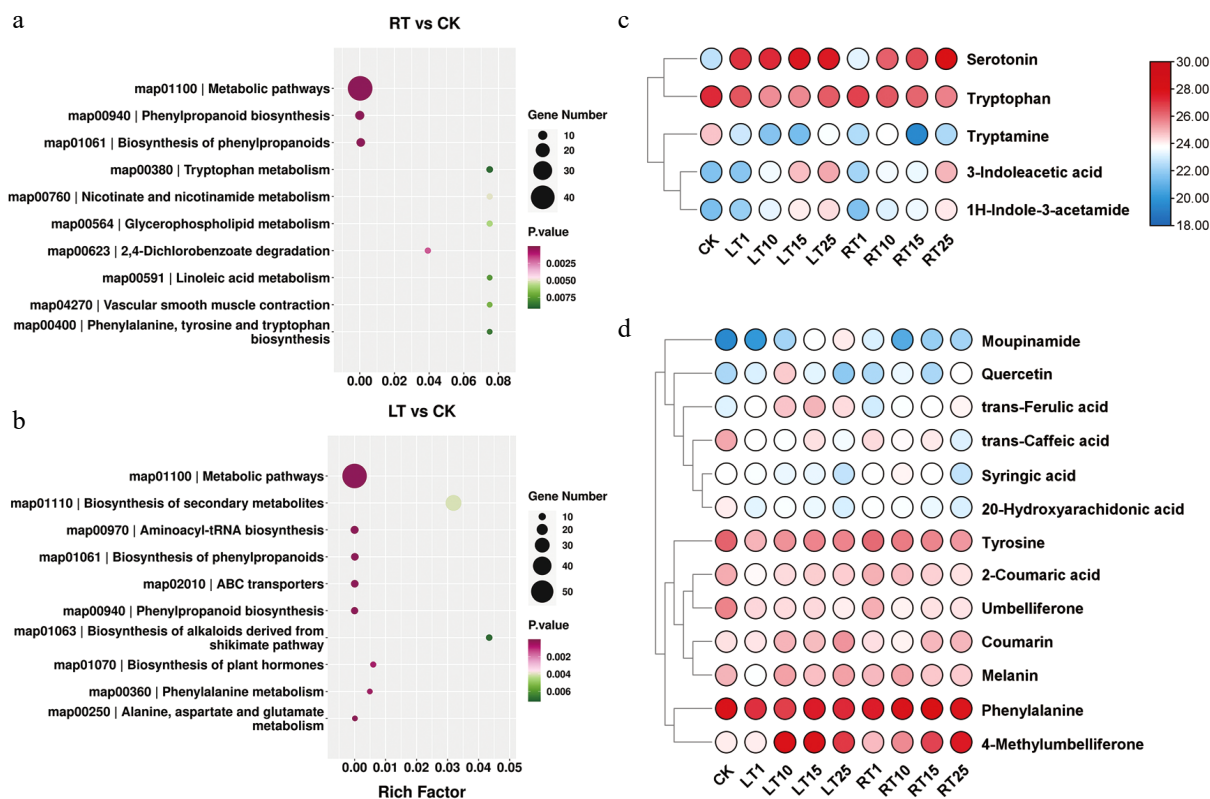 a
RT vs CK
map01100 | Metabolic pathways
map00940 | Phenylpropanoid biosynthesis
map01061 | Biosynthesis of phenylpropanoids
map00380 | Tryptophan metabolism
map00760 | Nicotinate and nicotinamide metabolism
map00564 | Glycerophospholipid metabolism
map00623 | 2,4-Dichlorobenzoate degradation
map00591 | Linoleic acid metabolism
map04270 | Vascular smooth muscle contraction
map00400 | Phenylalanine, tyrosine and tryptophan
biosynthesis
0.00 0.02 0.04 0.06 0.08
Gene Number
10
20
30
40
P.value
0.0025
0.0050
0.0075
b
LT vs CK
map01100 | Metabolic pathways
map01110 | Biosynthesis of secondary metabolites
map00970 | Aminoacyl-tRNA biosynthesis
map01061 | Biosynthesis of phenylpropanoids
map02010 | ABC transporters
map00940 | Phenylpropanoid biosynthesis
map01063 | Biosynthesis of alkaloids derived from
shikimate pathway
map01070 | Biosynthesis of plant hormones
map00360 | Phenylalanine metabolism
map00250 | Alanine, aspartate and glutamate
metabolism
0.00 0.01 0.02 0.03 0.04 0.05
Rich Factor
Gene Number
10
20
30
40
50
P.value
0.002
0.004
0.006
c
Serotonin
Tryptophan
Tryptamine
3-Indoleacetic acid
1H-Indole-3-acetamide
CK LT1 LT10 LT15 LT25 RT1 RT10 RT15 RT25
30.00
28.00
26.00
24.00
22.00
20.00
18.00
d
Moupinamide
Quercetin
trans-Ferulic acid
trans-Caffeic acid
Syringic acid
20-Hydroxyarachidonic acid
Tyrosine
2-Coumaric acid
Umbelliferone
Coumarin
Melanin
Phenylalanine
4-Methylumbelliferone
CK LT1 LT10 LT15 LT25 RT1 RT10 RT15 RT25